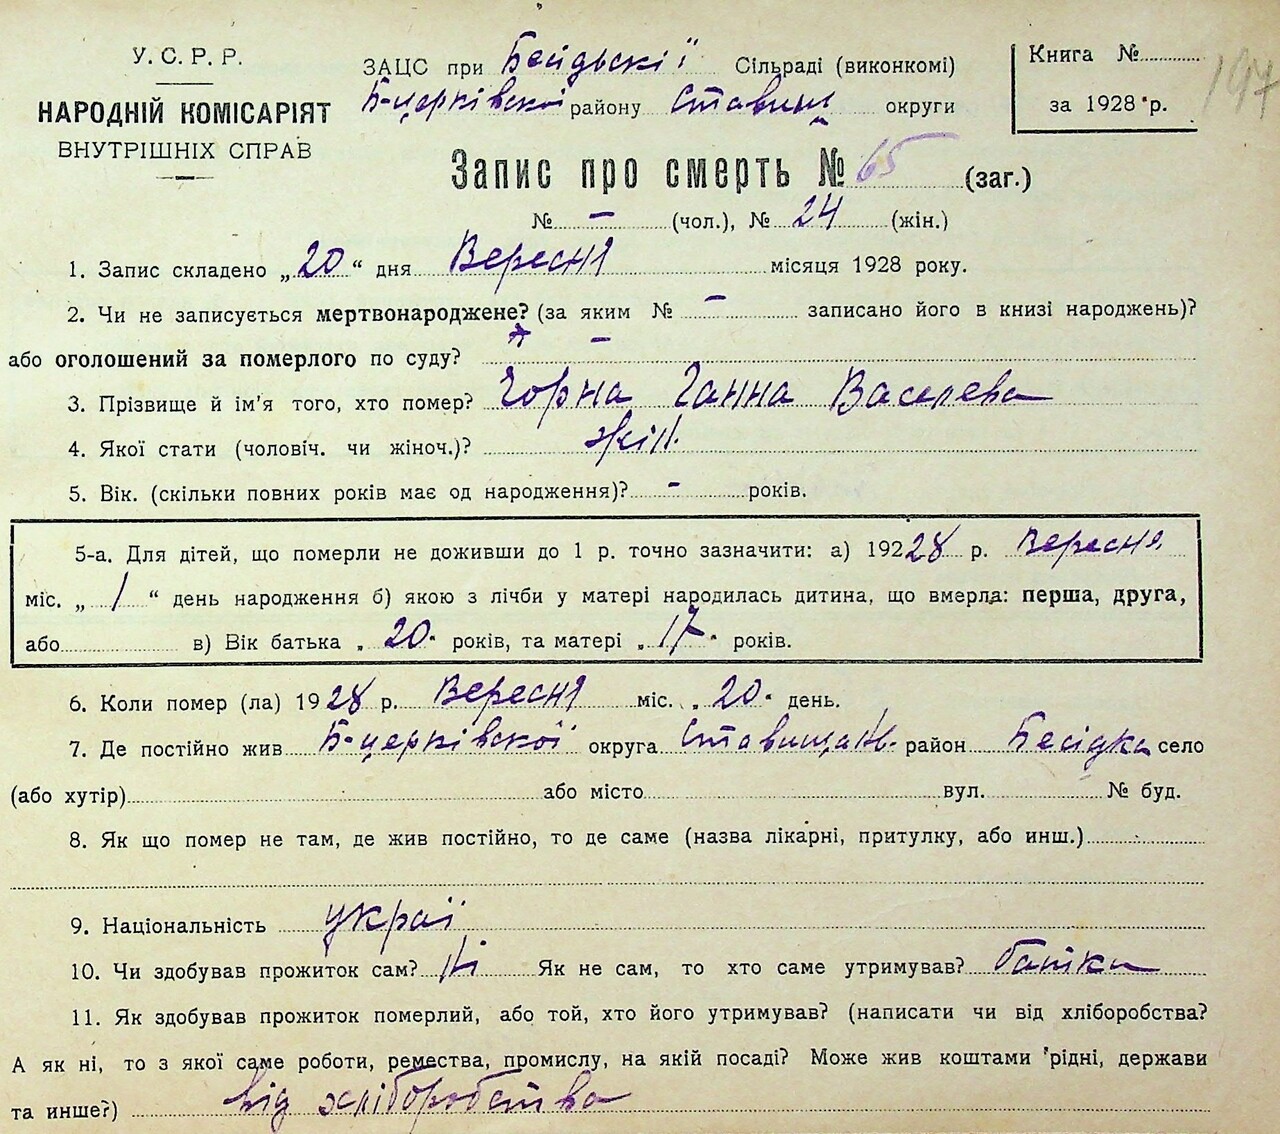 У. С. Р. Р.
НАРОДНІЙ КОМІСАРІЯТ
ВНУТРІШНІХ СПРАВ
ЗАЦС при Сільраді (виконкомі)
Б-церківскої району Ставищ округи
Книга №
за 1928 р.
197
Запис про смерть № 65 (заг.)
№ – (чол.), № 24 (жін.)
1. Запис складено „20“ дня Вересня місяця 1928 року.
2. Чи не записується мертвонароджене? (за яким № – записано його в книзі народжень)?
або оголошений за померлого по суду? –
3. Прізвище й ім'я того, хто помер? Чорна Ганна Василева
4. Якої стати (чоловіч. чи жіноч.)? жін.
5. Вік. (скільки повних років має од народження)? - років.
5-а. Для дітей, що померли не доживши до 1 р. точно зазначити: а) 19228 р. Вересня
міс. „1“ день народження б) якою з лічби у матері народилась дитина, що вмерла: перша, друга,
або в) Вік батька „20“ років, та матері „17“ років.
6. Коли помер (ла) 1928 р. Вересня міс. „20“ день.
7. Де постійно жив Б-церківскої округа Ставищан. район Бесідка село
(або хутір) або місто вул. № буд.
8. Як що помер не там, де жив постійно, то де саме (назва лікарні, притулку, або инш.)
9. Національність украї
10. Чи здобував прожиток сам? Ні Як не сам, то хто саме утримував? батьки
11. Як здобував прожиток померлий, або той, хто його утримував? (написати чи від хліборобства?
А як ні, то з якої саме роботи, ремества, промислу, на якій посаді? Може жив коштами рідні, держави
та инше?) від хліборобства